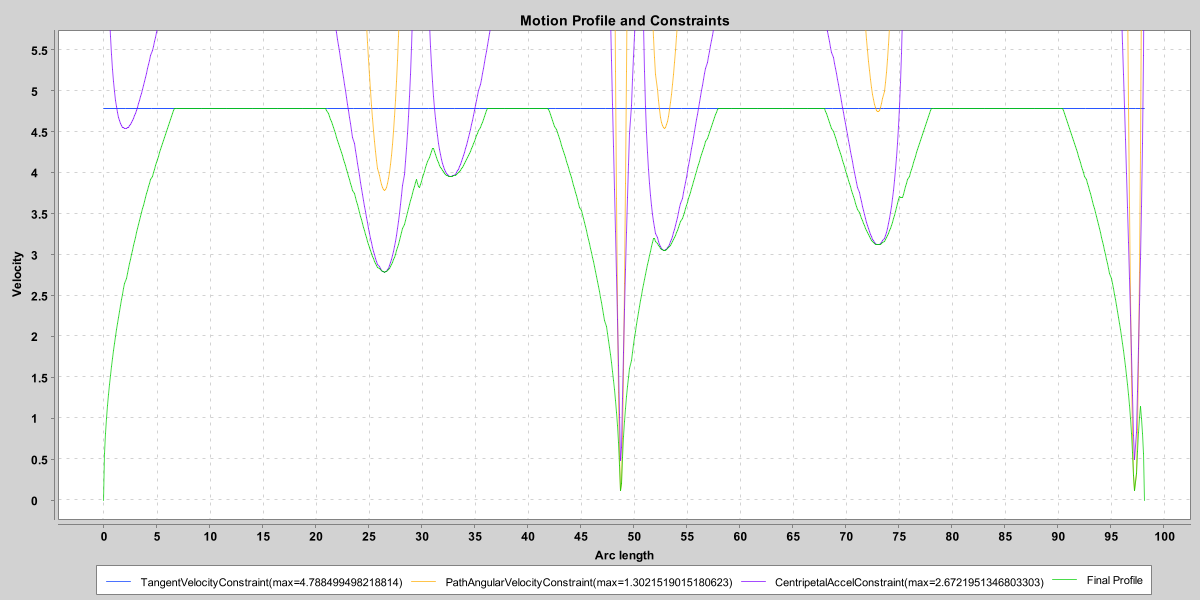 Motion Profile and Constraints
5.5
5
4.5
4
3.5
3
2.5
2
1.5
1
0.5
0
Velocity
0 5 10 15 20 25 30 35 40 45 50 55 60 65 70 75 80 85 90 95 100
Arc length
TangentVelocityConstraint(max=4.788499498218814) PathAngularVelocityConstraint(max=1.3021519015180623) CentripetalAccelConstraint(max=2.6721951346803303) Final Profile